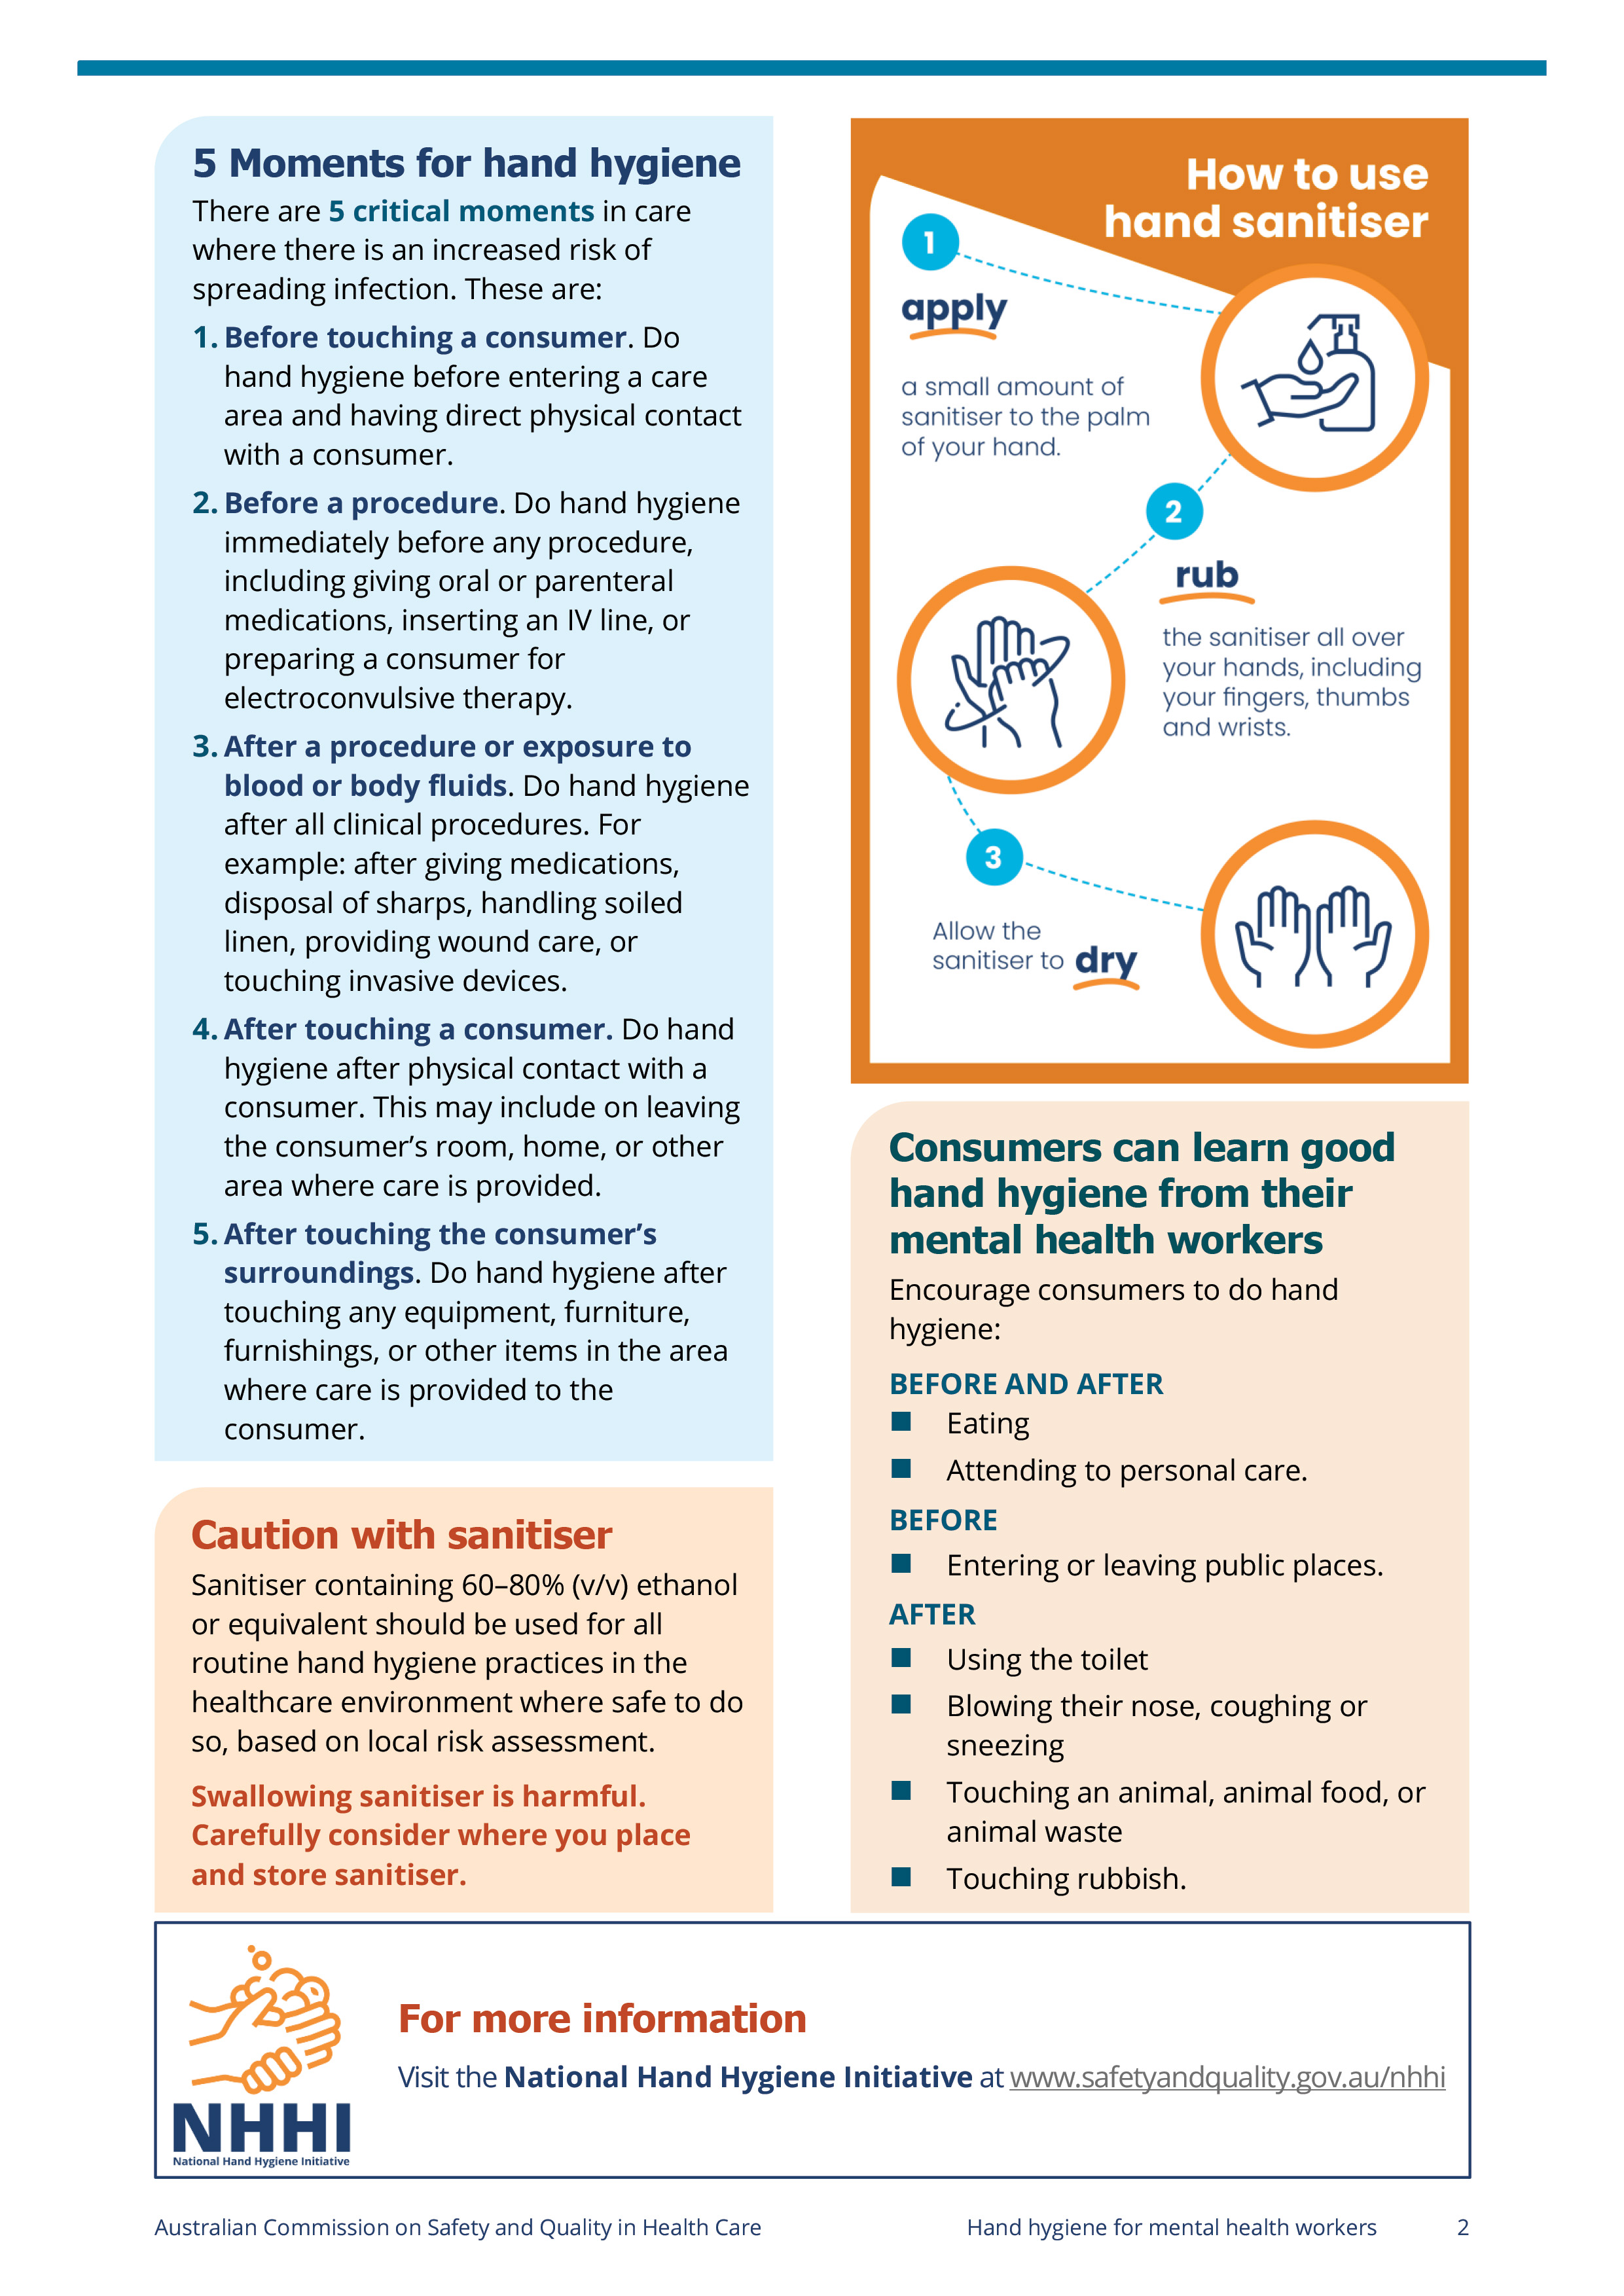 5 Moments for hand hygiene
There are 5 critical moments in care
where there is an increased risk of
spreading infection. These are:
1. Before touching a consumer. Do
hand hygiene before entering a care
area and having direct physical contact
with a consumer.
2. Before a procedure. Do hand hygiene
immediately before any procedure,
including giving oral or parenteral
medications, inserting an IV line, or
preparing a consumer for
electroconvulsive therapy.
3. After a procedure or exposure to
blood or body fluids. Do hand hygiene
after all clinical procedures. For
example: after giving medications,
disposal of sharps, handling soiled
linen, providing wound care, or
touching invasive devices.
4. After touching a consumer. Do hand
hygiene after physical contact with a
consumer. This may include on leaving
the consumer’s room, home, or other
area where care is provided.
5. After touching the consumer’s
surroundings. Do hand hygiene after
touching any equipment, furniture,
furnishings, or other items in the area
where care is provided to the
consumer.
Caution with sanitiser
Sanitiser containing 60–80% (v/v) ethanol
or equivalent should be used for all
routine hand hygiene practices in the
healthcare environment where safe to do
so, based on local risk assessment.
Swallowing sanitiser is harmful.
Carefully consider where you place
and store sanitiser.
How to use
hand sanitiser
1
apply
a small amount of
sanitiser to the palm
of your hand.
2
rub
the sanitiser all over
your hands, including
your fingers, thumbs
and wrists.
3
Allow the
sanitiser to dry
Consumers can learn good
hand hygiene from their
mental health workers
Encourage consumers to do hand
hygiene:
BEFORE AND AFTER
■ Eating
■ Attending to personal care.
BEFORE
■ Entering or leaving public places.
AFTER
■ Using the toilet
■ Blowing their nose, coughing or
sneezing
■ Touching an animal, animal food, or
animal waste
■ Touching rubbish.
NHHI
National Hand Hygiene Initiative
For more information
Visit the National Hand Hygiene Initiative at www.safetyandquality.gov.au/nhhi
Australian Commission on Safety and Quality in Health Care
Hand hygiene for mental health workers 2